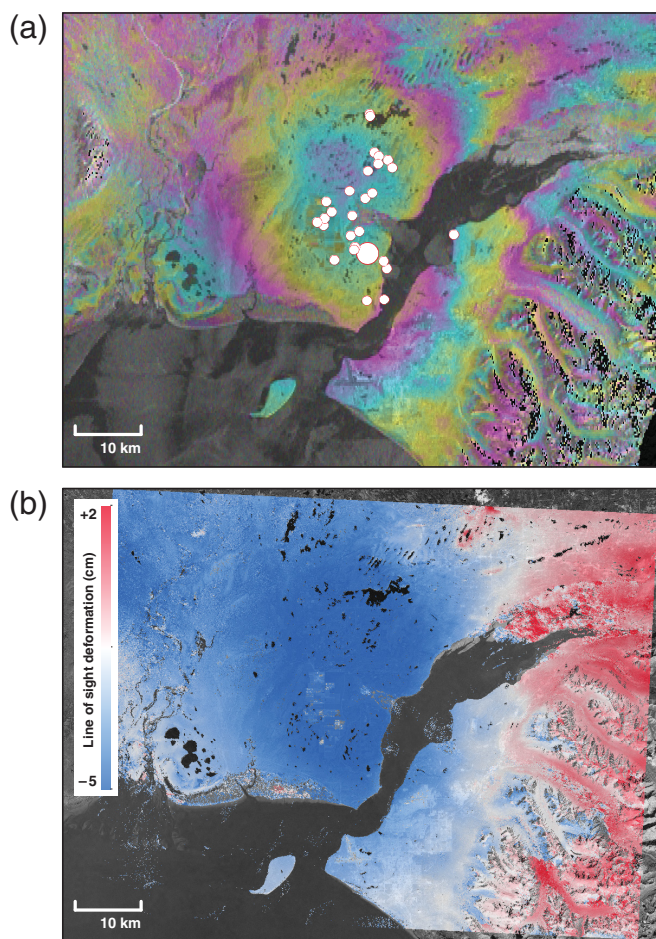 (a)
10 km
(b)
+2
Line of sight deformation (cm)
−5
10 km